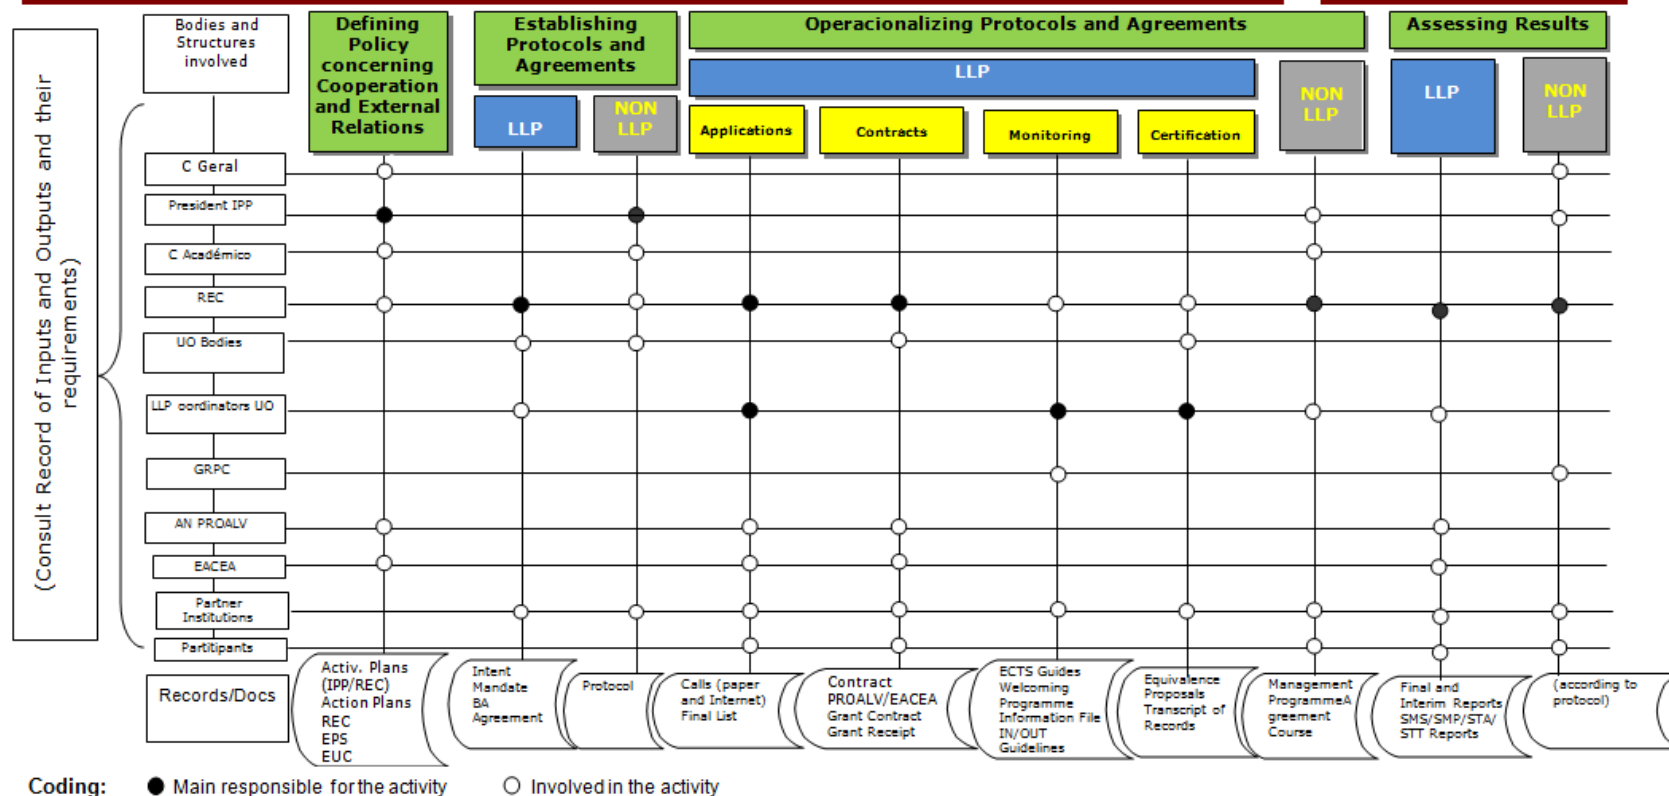 (Consult Record of Inputs and Outputs and their
requirements)
Bodies and
Structures
involved
Defining
Policy
concerning
Cooperation
and External
Relations
Establishing
Protocols and
Agreements
LLP
NON
LLP
Operacionalizing Protocols and Agreements
LLP
Applications
Contracts
Monitoring
Certification
NON
LLP
Assessing Results
LLP
NON
LLP
C Geral
President IPP
C Académico
REC
UO Bodies
LLP oordinators UO
GRPC
AN PROALV
EACEA
Partner
Institutions
Partitipants
Records/Docs
Activ. Plans
(IPP/REC)
Action Plans
REC
EPS
EUC
Intent
Mandate
BA
Agreement
Protocol
Calls (paper
and Internet)
Final List
Contract
PROALV/EACEA
Grant Contract
Grant Receipt
ECTS Guides
Welcoming
Programme
Information File
IN/OUT
Guidelines
Equivalence
Proposals
Transcript of
Records
Management
ProgrammeA
greement
Course
Final and
Interim Reports
SMS/SMP/STA/
STT Reports
(according to
protocol)
Coding: Main responsible for the activity Involved in the activity